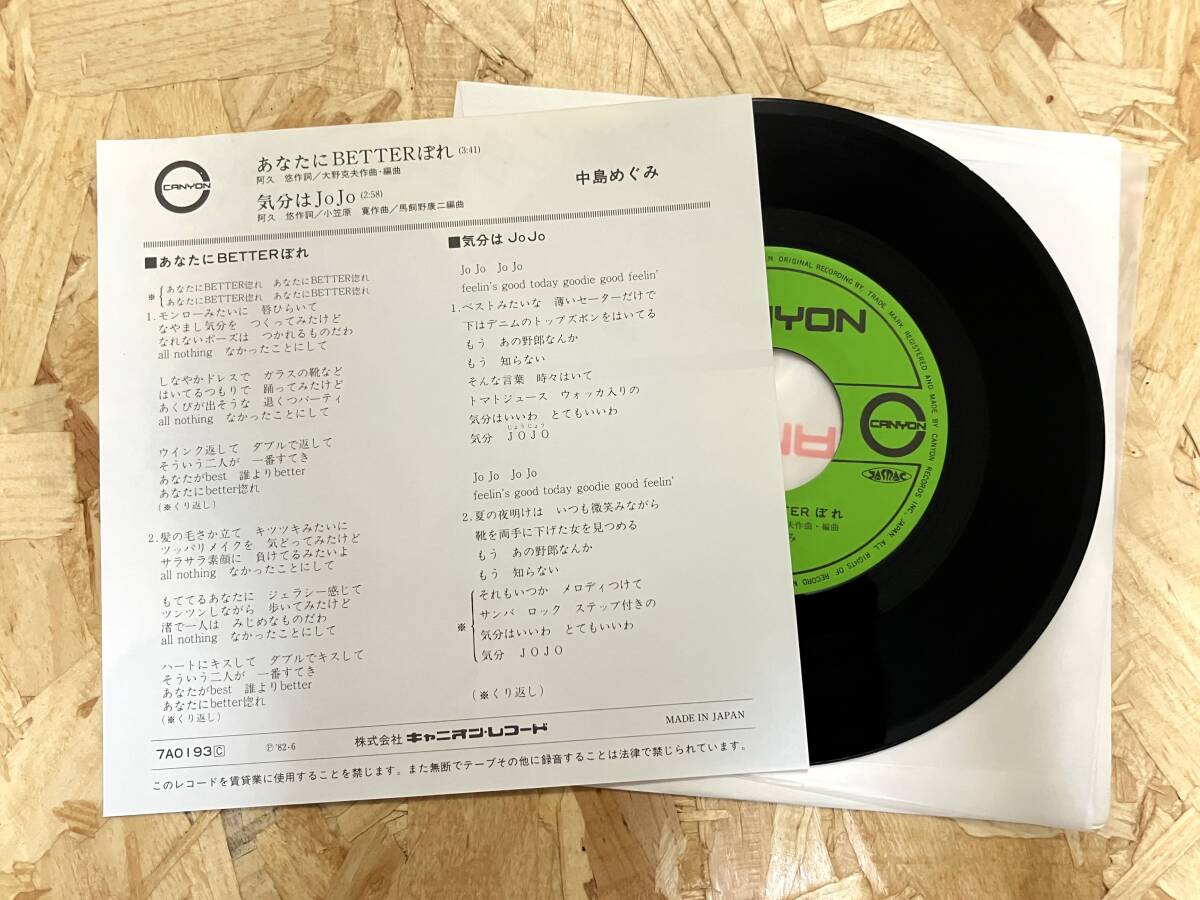 CANYON
あなたにBETTERぼれ (3:41)
阿久 悠作詞/大野克夫作曲・編曲
気分はJoJo (2:58)
阿久 悠作詞/小笠原 寛作曲/馬飼野康二編曲
中島めぐみ
■あなたにBETTERぼれ
※ あなたにBETTER惚れ あなたにBETTER惚れ
あなたにBETTER惚れ あなたにBETTER惚れ
1.モンローみたいに 唇ひらいて
なやまし気分を つくってみたけど
なれないポーズは つかれるものだわ
all nothing なかったことにして
しなやかドレスで ガラスの靴など
はいてるつもりで 踊ってみたけど
あくびが出そうな 退くつパーティ
all nothing なかったことにして
ウインク返して ダブルで返して
そういう二人が 一番すてき
あなたがbest 誰よりbetter
あなたにbetter惚れ
(※くり返し)
2.髪の毛さか立て キツツキみたいに
ツッパリメイクを 気どってみたけど
サラサラ素顔に 負けてるみたいよ
all nothing なかったことにして
もててるあなたに ジェラシー感じて
ツンツンしながら 歩いてみたけど
渚で一人は みじめなものだわ
all nothing なかったことにして
ハートにキスして ダブルでキスして
そういう二人が 一番すてき
あなたがbest 誰よりbetter
あなたにbetter惚れ
(※くり返し)
■気分は JoJo
Jo Jo Jo Jo
feelin's good today goodie good feelin'
1.ベストみたいな 薄いセーターだけで
下はデニムのトップズボンをはいてる
もう あの野郎なんか
もう 知らない
そんな言葉 時々はいて
トマトジュース ウォッカ入りの
気分はいいわ とてもいいわ
じょうじょう
気分 JOJO
Jo Jo Jo Jo
feelin's good today goodie good feelin'
2.夏の夜明けは いつも微笑みながら
靴を両手に下げた女を見つめる
もう あの野郎なんか
もう 知らない
それもいつか メロディつけて
サンバ ロック ステップ付きの
※ 気分はいいわ とてもいいわ
気分 JOJO
(※くり返し)
7A0193 C ℗'82・6 株式会社 キャニオン・レコード MADE IN JAPAN
このレコードを賃貸業に使用することを禁じます。また無断でテープその他に録音することは法律で禁じられています。
NYON
CANYON
JASRAC
TER ぼれ
夫作曲・編曲
ORIGINAL RECORDING BY, TRADE MARK REGISTERED AND MADE BY CANYON RECORDS INC., JAPAN. ALL RIGHTS OF RECORD